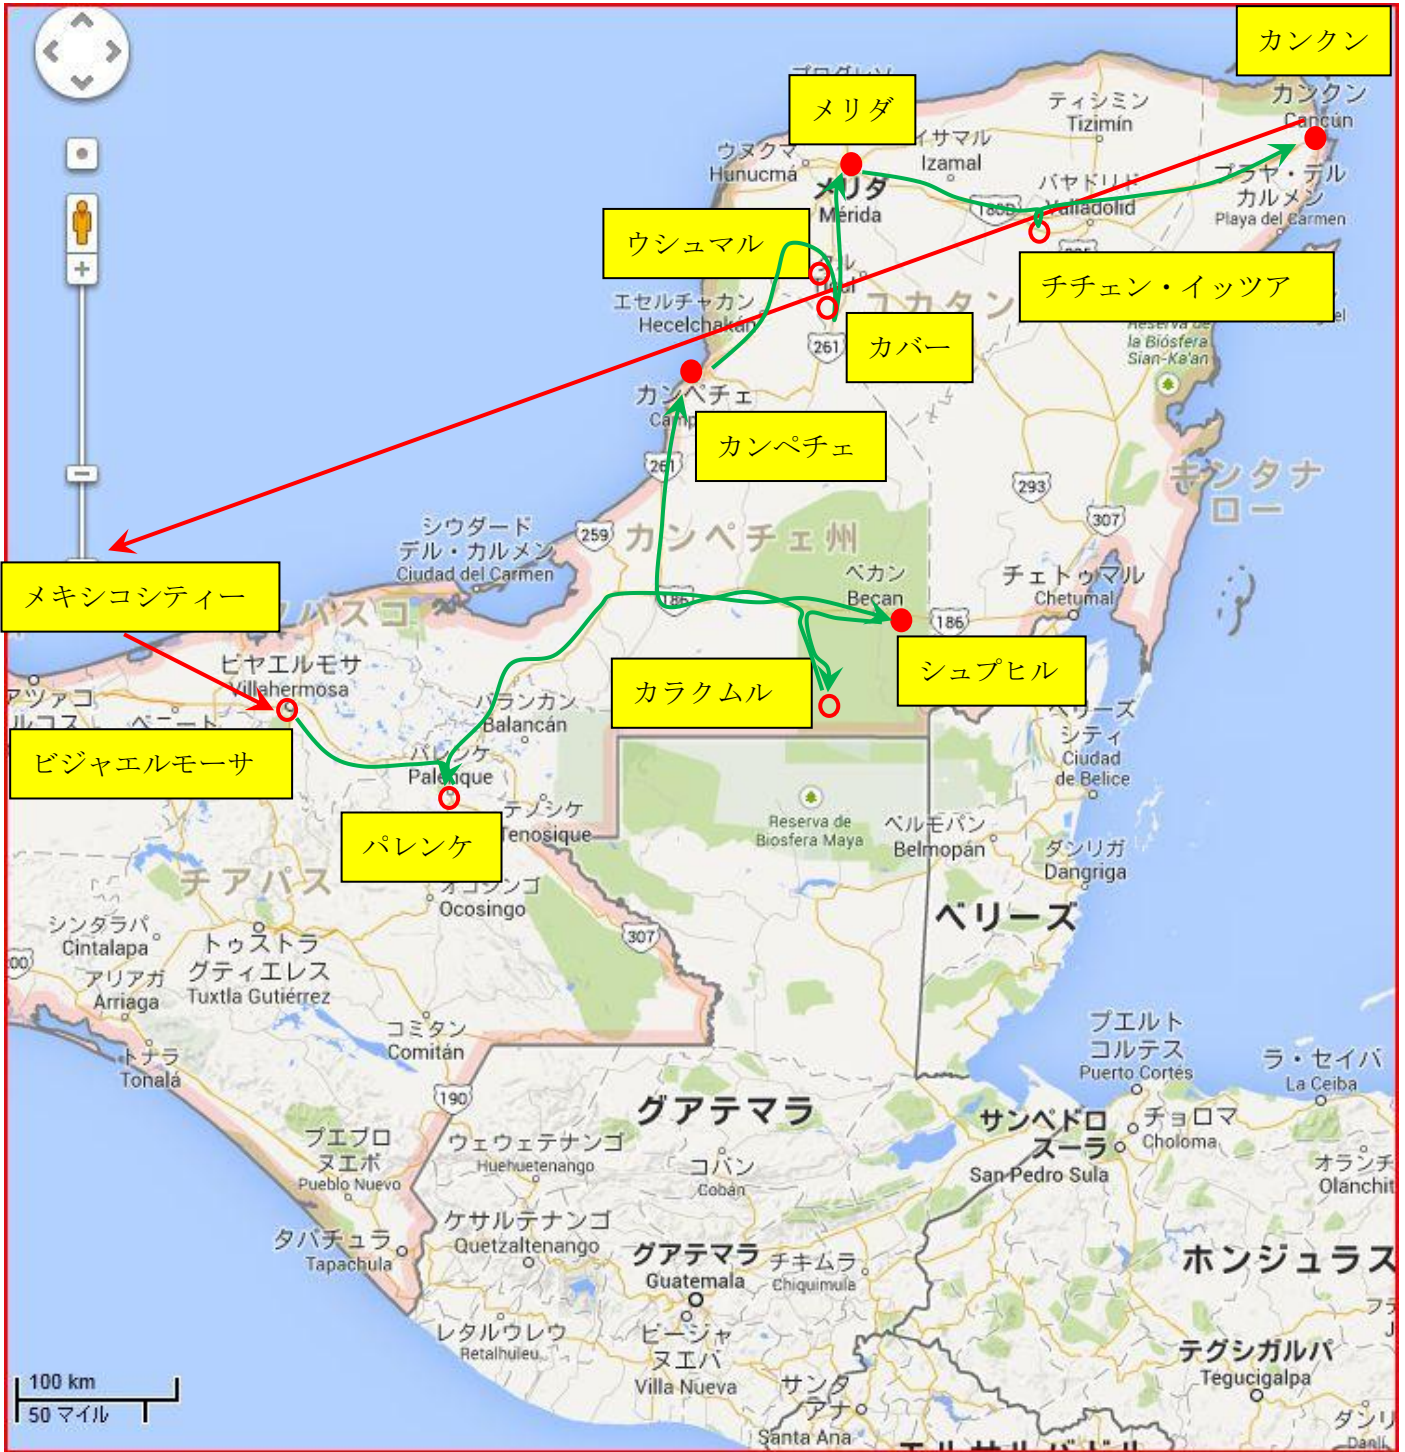 カンクン
カンクン
Cancún
メリダ
ティシミン
Tizimín
イサマル
Izamal
ウヌクマ
Hunucmá
メリダ
Mérida
バヤドリド
Valladolid
180D
プラヤ・デル
カルメン
Playa del Carmen
ウシュマル
チチェン・イッツア
エセルチャカン
Hecelchakán
ユカタン
カバー
261
Reserva de
la Biósfera
Sian-Ka'an
カンペチェ
カンペチェ
261
293
キンタナ
ロー
307
シウダード
デル・カルメン
Ciudad del Carmen
259
カンペチェ州
メキシコシティー
ベカン
Becan
チェトゥマル
Chetumal
186
186
タバスコ
シュプヒル
カラクムル
ビヤエルモサ
Villahermosa
バランカン
Balancán
ベリーズ
シティ
Ciudad
de Belice
ビジャエルモーサ
パレンケ
Palenque
テノシケ
Tenosique
パレンケ
Reserva de
Biosfera Maya
ベルモパン
Belmopán
ダンリガ
Dangriga
チアパス
オコシンゴ
Ocosingo
ベリーズ
シンタラパ
Cintalapa
トゥストラ
グティエレス
Tuxtla Gutiérrez
307
アリアガ
Arriaga
コミタン
Comitán
トナラ
Tonalá
プエルト
コルテス
Puerto Cortés
ラ・セイバ
La Ceiba
190
グアテマラ
サンペドロ
スーラ
San Pedro Sula
チョロマ
Choloma
プエブロ
ヌエボ
Pueblo Nuevo
ウェウェテナンゴ
Huehuetenango
コバン
Cobán
オランチ
Olanchit
タパチュラ
Tapachula
ケサルテナンゴ
Quetzaltenango
グアテマラ
Guatemala
チキムラ
Chiquimula
ホンジュラス
レタルウレウ
Retalhuleu
ビージャ
ヌエバ
Villa Nueva
サンタ
アナ
Santa Ana
テグシガルパ
Tegucigalpa
100 km
50 マイル
ダンリ
Danlí
エルサルバドル